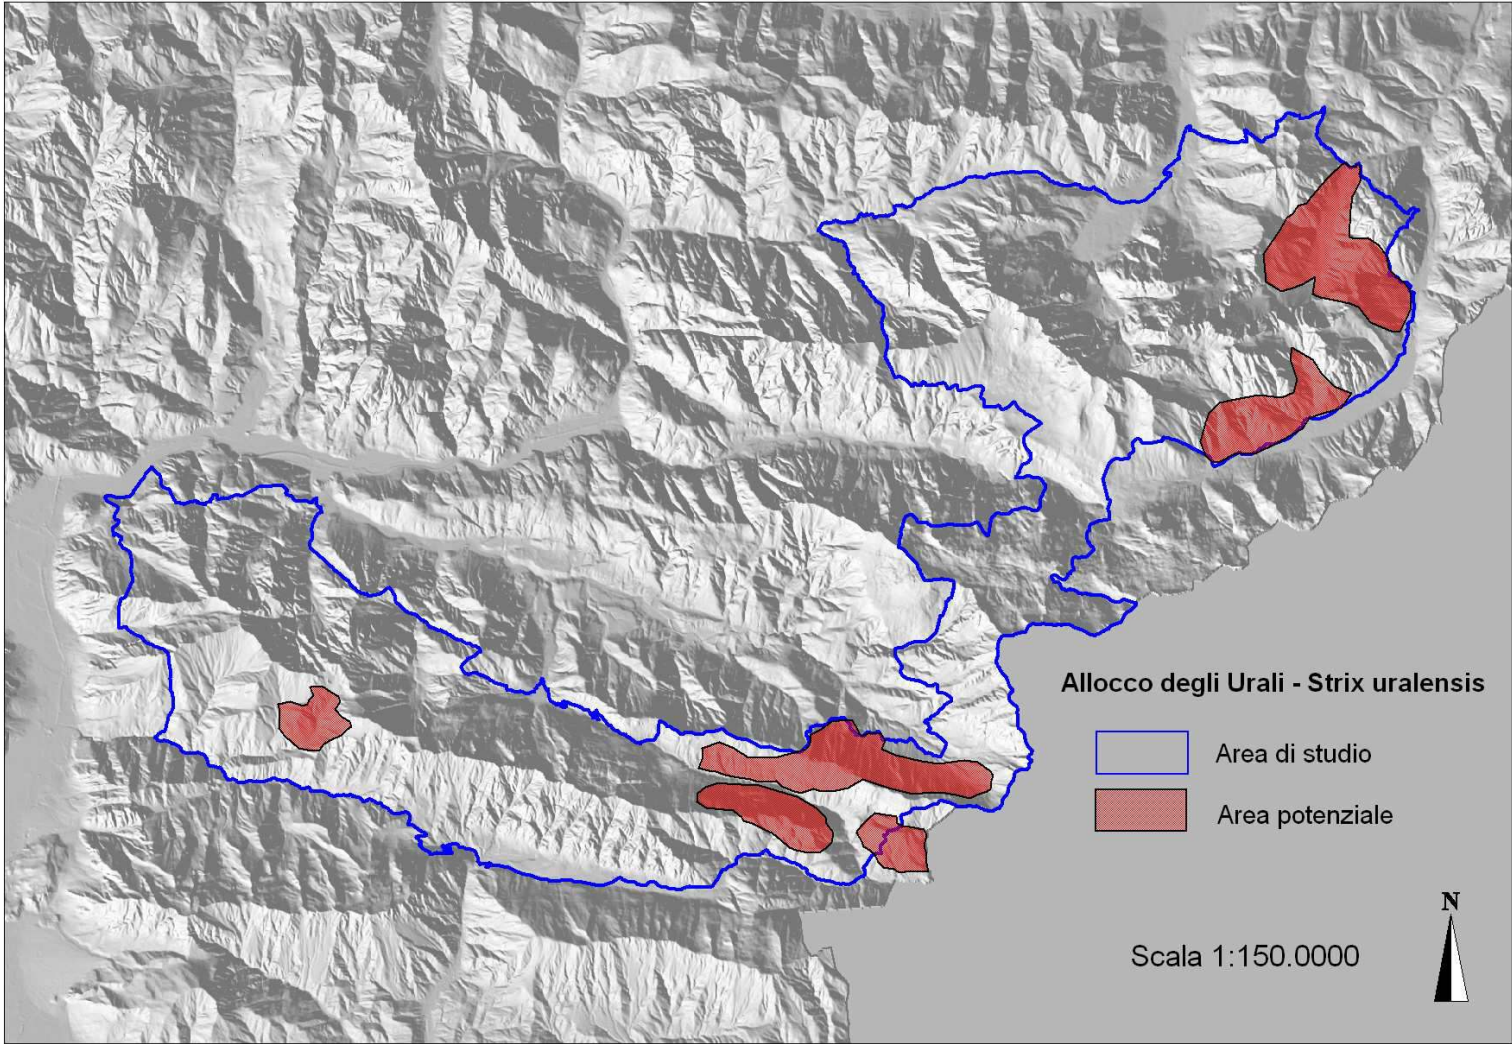 Allocco degli Urali - Strix uralensis
Area di studio
Area potenziale
N
Scala 1:150.0000